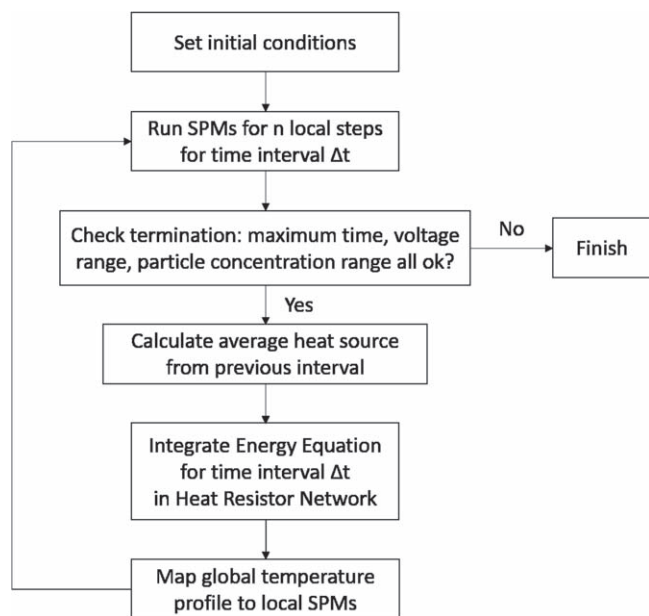 Set initial conditions
Run SPMs for n local steps
for time interval Δt
Check termination: maximum time, voltage
range, particle concentration range all ok?
No
Finish
Yes
Calculate average heat source
from previous interval
Integrate Energy Equation
for time interval Δt
in Heat Resistor Network
Map global temperature
profile to local SPMs